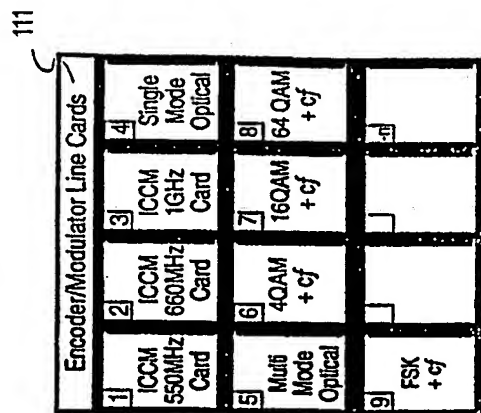 111
Encoder/Modulator Line Cards
1
ICCM
550MHz
Card
2
ICCM
660MHz
Card
3
ICCM
1GHz
Card
4
Single
Mode
Optical
5
Multi
Mode
Optical
6
4QAM
+ cf
7
16QAM
+ cf
8
64 QAM
+ cf
9
FSK
+ cf